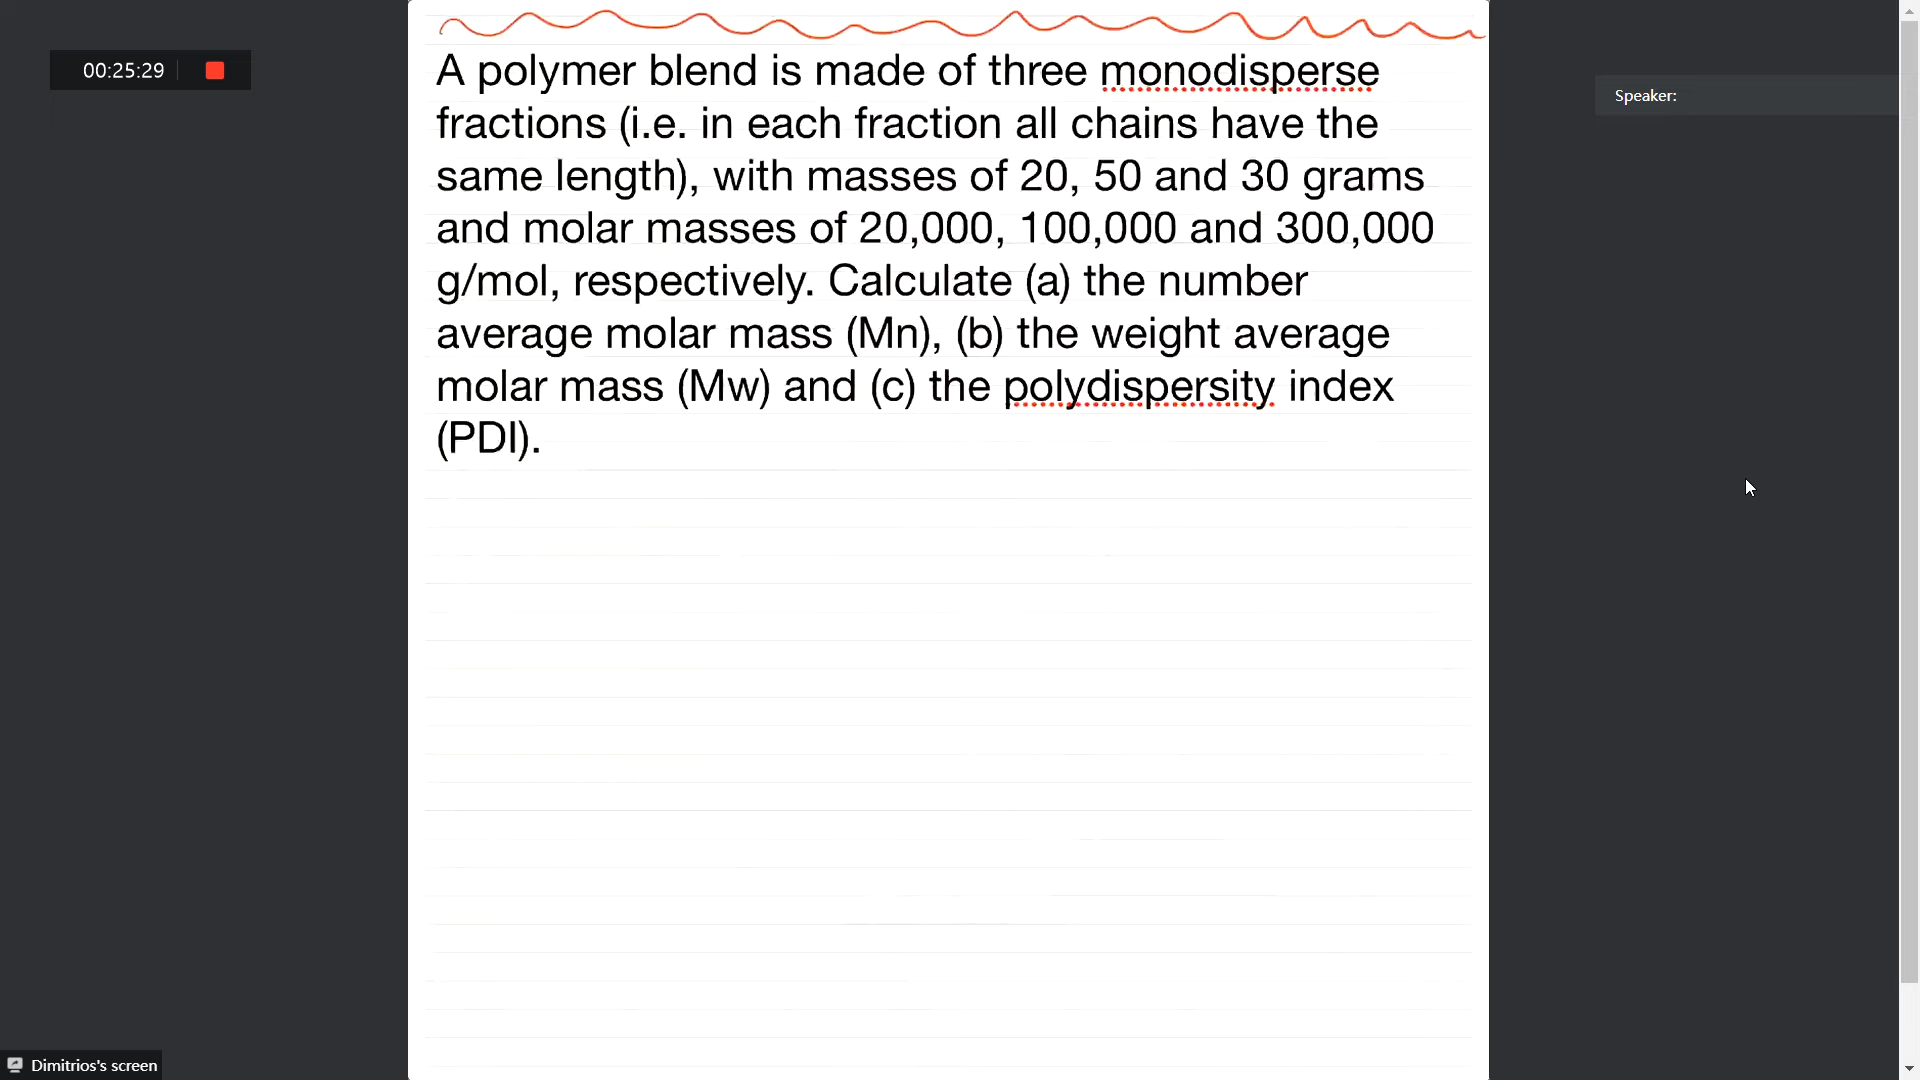 00:25:29
A polymer blend is made of three monodisperse
fractions (i.e. in each fraction all chains have the
same length), with masses of 20, 50 and 30 grams
and molar masses of 20,000, 100,000 and 300,000
g/mol, respectively. Calculate (a) the number
average molar mass (Mn), (b) the weight average
molar mass (Mw) and (c) the polydispersity index
(PDI).
Speaker:
Dimitrios's screen